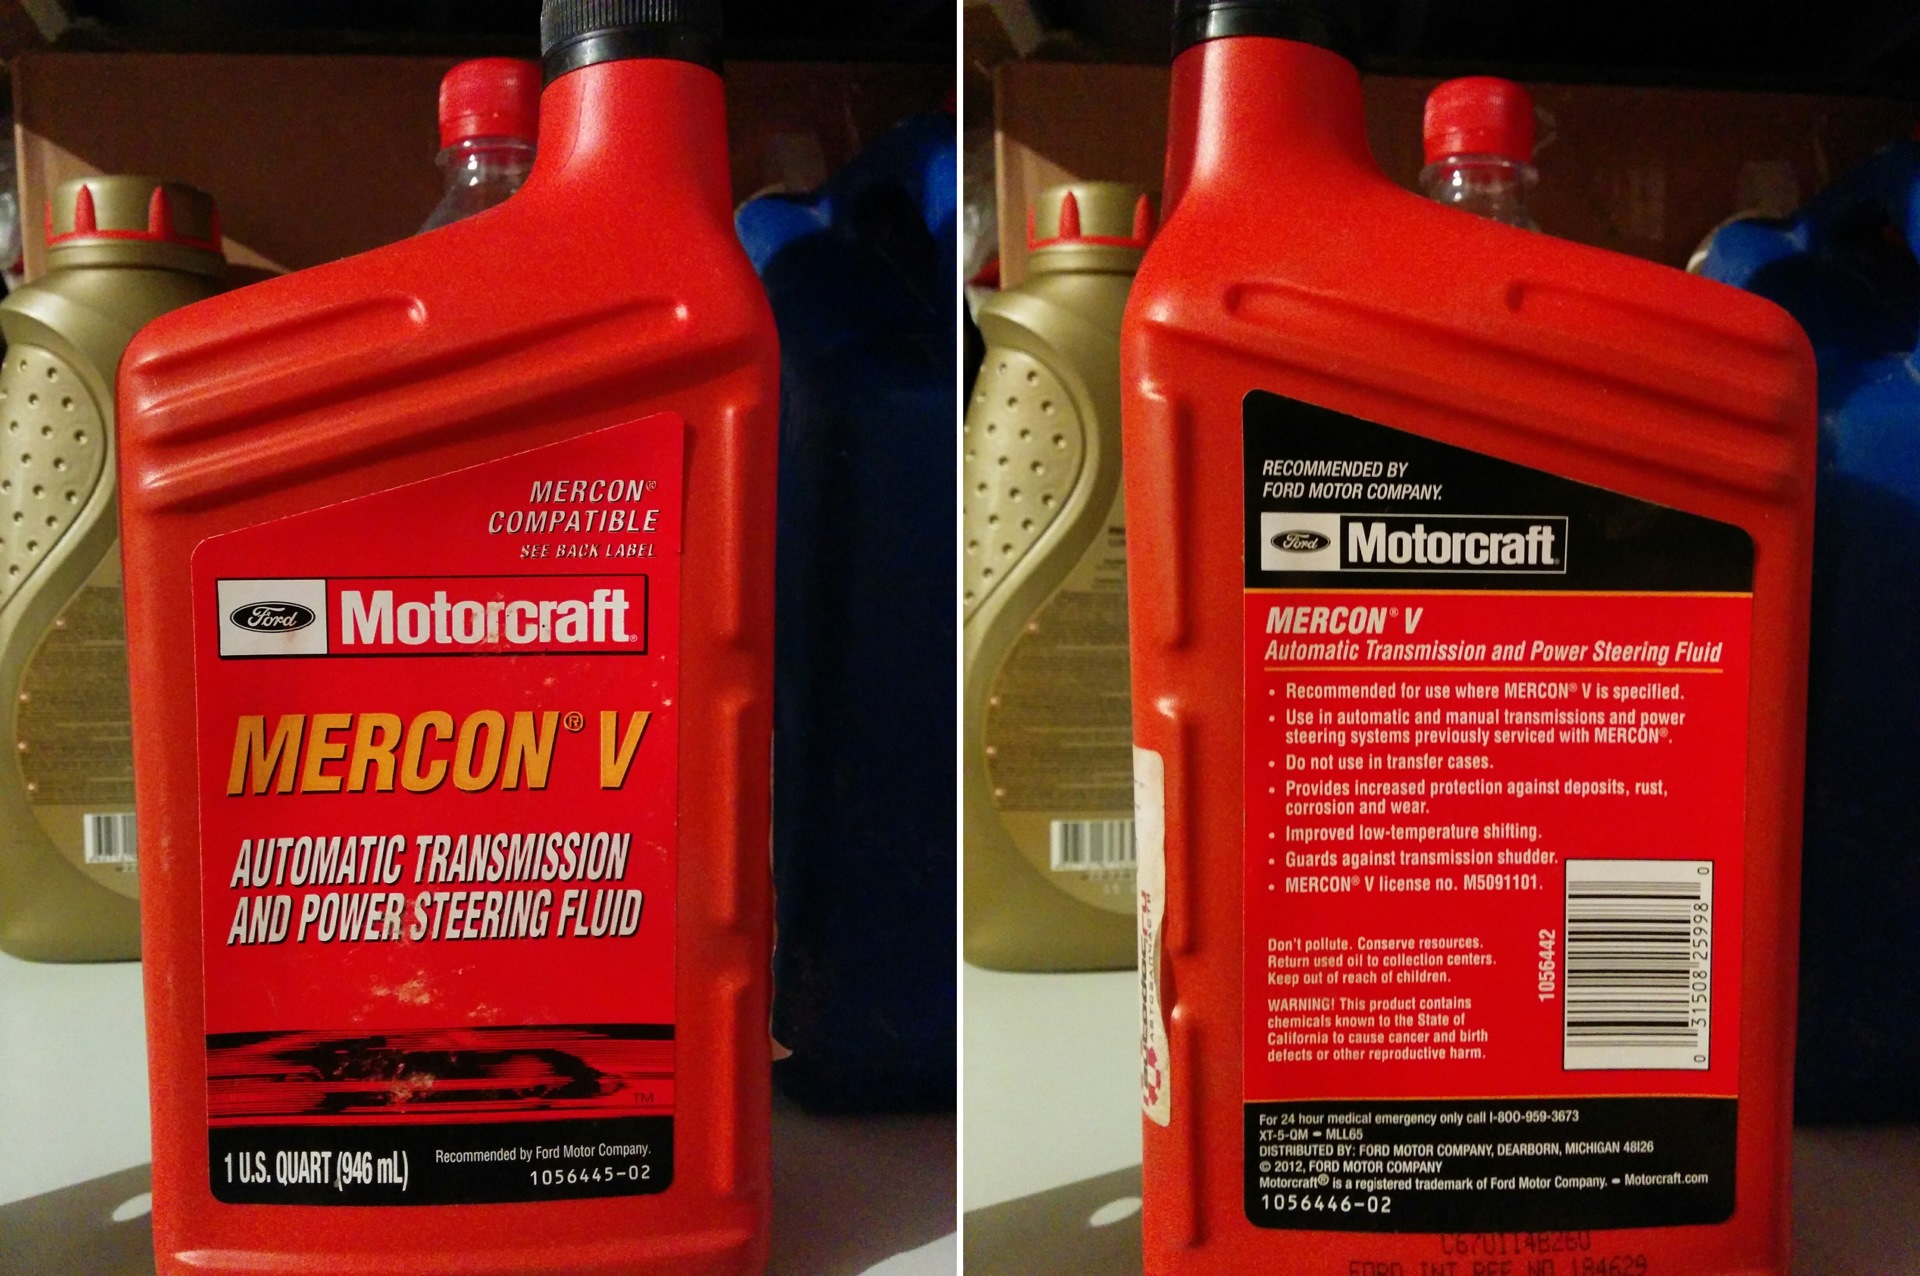 MERCON®
COMPATIBLE
SEE BACK LABEL
Ford Motorcraft®
MERCON® V
AUTOMATIC TRANSMISSION
AND POWER STEERING FLUID
TM
1 U.S. QUART (946 mL)
Recommended by Ford Motor Company.
1056445-02
RECOMMENDED BY
FORD MOTOR COMPANY.
Ford Motorcraft®
MERCON® V
Automatic Transmission and Power Steering Fluid
• Recommended for use where MERCON® V is specified.
• Use in automatic and manual transmissions and power
steering systems previously serviced with MERCON®.
• Do not use in transfer cases.
• Provides increased protection against deposits, rust,
corrosion and wear.
• Improved low-temperature shifting.
• Guards against transmission shudder.
• MERCON® V license no. M5091101.
Don't pollute. Conserve resources.
Return used oil to collection centers.
Keep out of reach of children.
WARNING! This product contains
chemicals known to the State of
California to cause cancer and birth
defects or other reproductive harm.
1056442
0 31508 25998 0
For 24 hour medical emergency only call 1-800-959-3673
XT-5-QM – MLL65
DISTRIBUTED BY: FORD MOTOR COMPANY, DEARBORN, MICHIGAN 48126
© 2012, FORD MOTOR COMPANY
Motorcraft® is a registered trademark of Ford Motor Company. – Motorcraft.com
1056446-02
FORD INT REF NO 184629